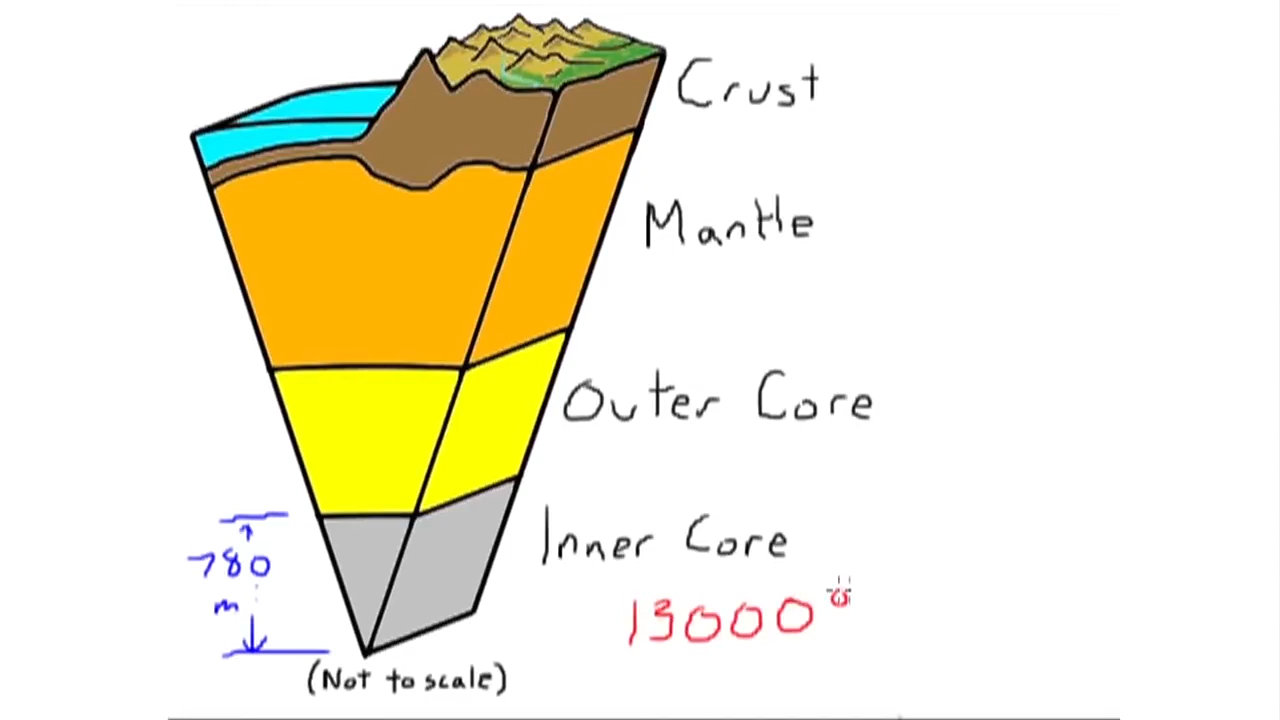 Crust
Mantle
Outer Core
780
m
Inner Core
13000°
(Not to scale)